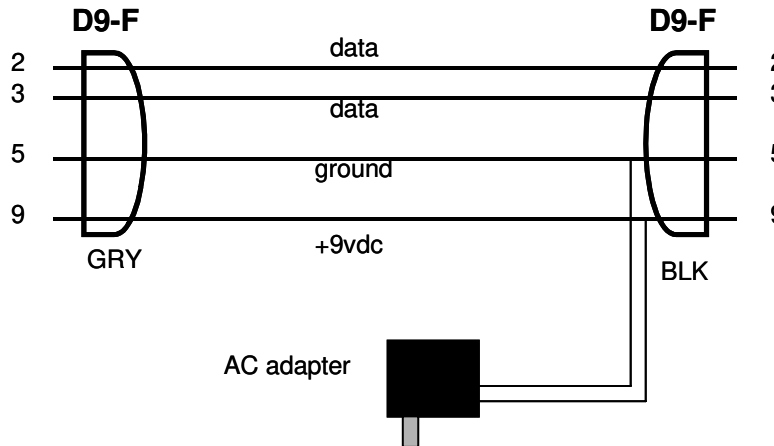 D9-F D9-F
2 data 2
3 data 3
5 ground 5
9 +9vdc 9
GRY BLK
AC adapter